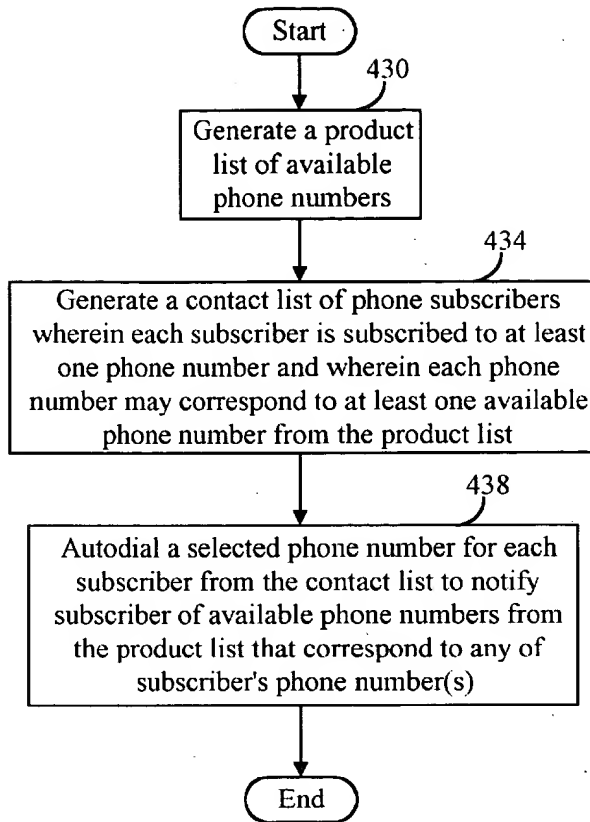 Start
430
Generate a product
list of available
phone numbers
434
Generate a contact list of phone subscribers
wherein each subscriber is subscribed to at least
one phone number and wherein each phone
number may correspond to at least one available
phone number from the product list
438
Autodial a selected phone number for each
subscriber from the contact list to notify
subscriber of available phone numbers from
the product list that correspond to any of
subscriber's phone number(s)
End